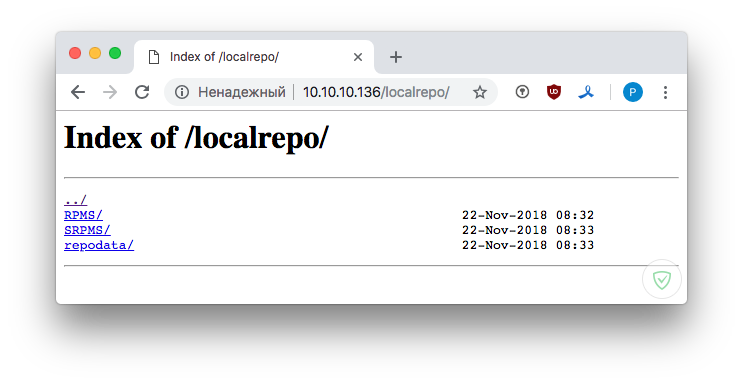 Index of /localrepo/
Ненадежный 10.10.10.136/localrepo/ P
Index of /localrepo/
../
RPMS/ 22-Nov-2018 08:32
SRPMS/ 22-Nov-2018 08:33
repodata/ 22-Nov-2018 08:33